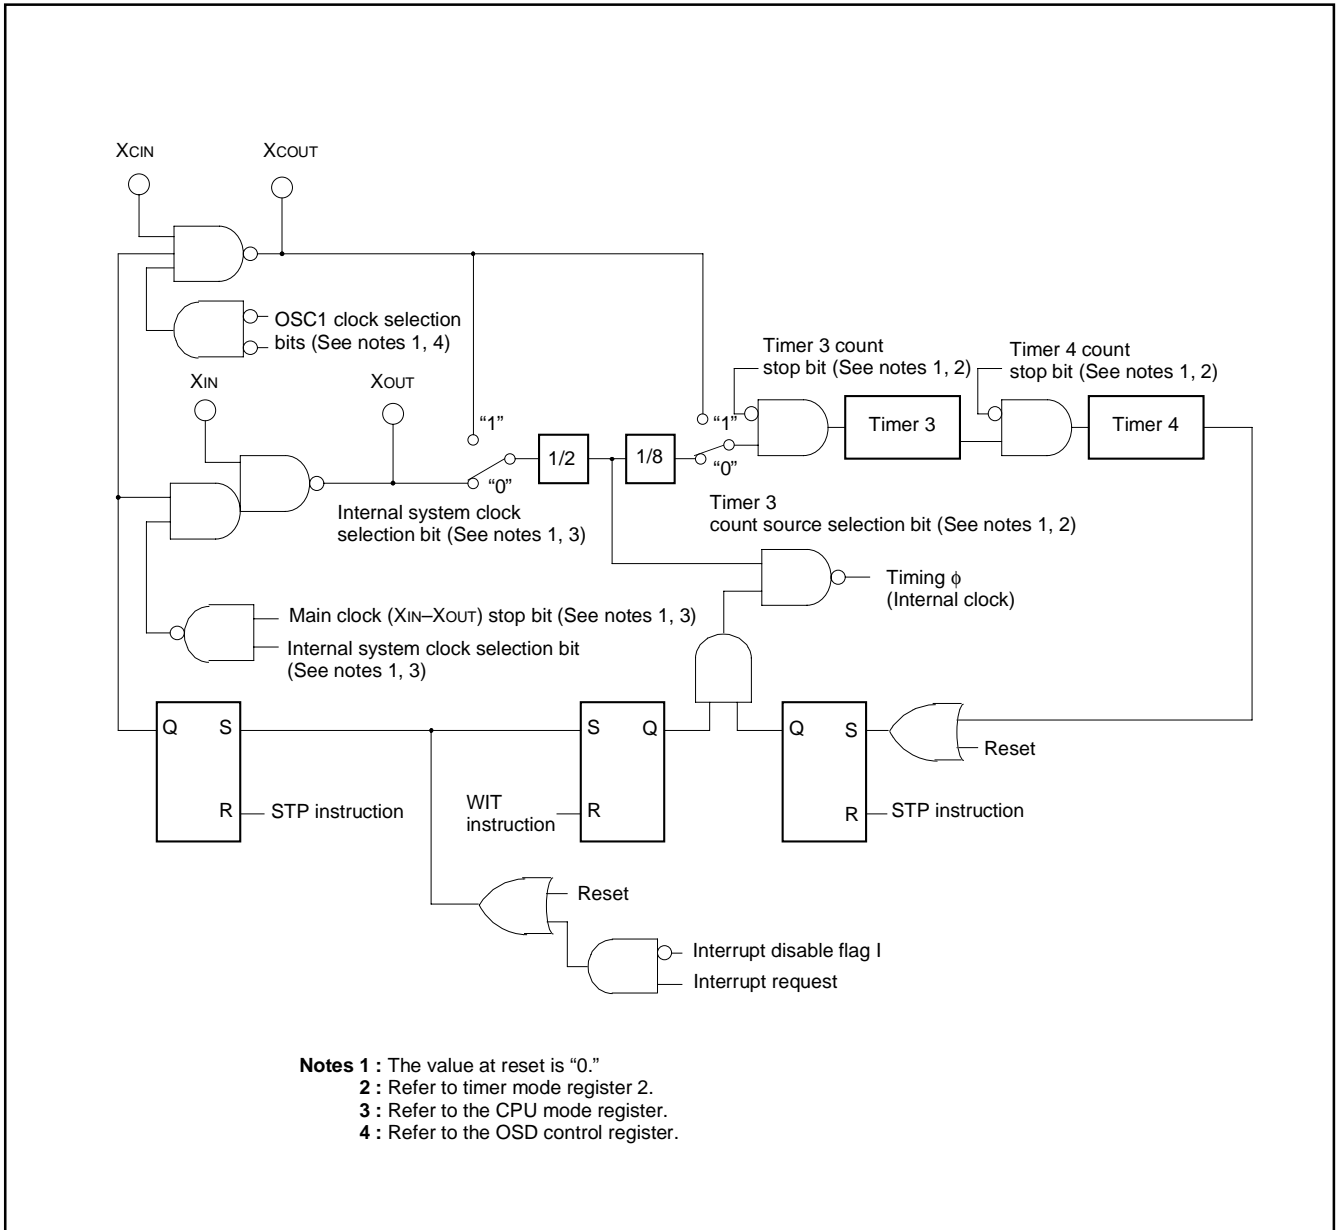 XCIN
XCOUT
OSC1 clock selection
bits (See notes 1, 4)
XIN
XOUT
“1”
“0”
Internal system clock
selection bit (See notes 1, 3)
1/2
1/8
“1”
“0”
Timer 3 count
stop bit (See notes 1, 2)
Timer 4 count
stop bit (See notes 1, 2)
Timer 3
Timer 4
Timer 3
count source selection bit (See notes 1, 2)
Timing ϕ
(Internal clock)
Main clock (XIN–XOUT) stop bit (See notes 1, 3)
Internal system clock selection bit
(See notes 1, 3)
Q S
R
STP instruction
S Q
R
WIT
instruction
Q S
R
Reset
STP instruction
Reset
Interrupt disable flag I
Interrupt request
Notes 1 : The value at reset is “0.”
2 : Refer to timer mode register 2.
3 : Refer to the CPU mode register.
4 : Refer to the OSD control register.